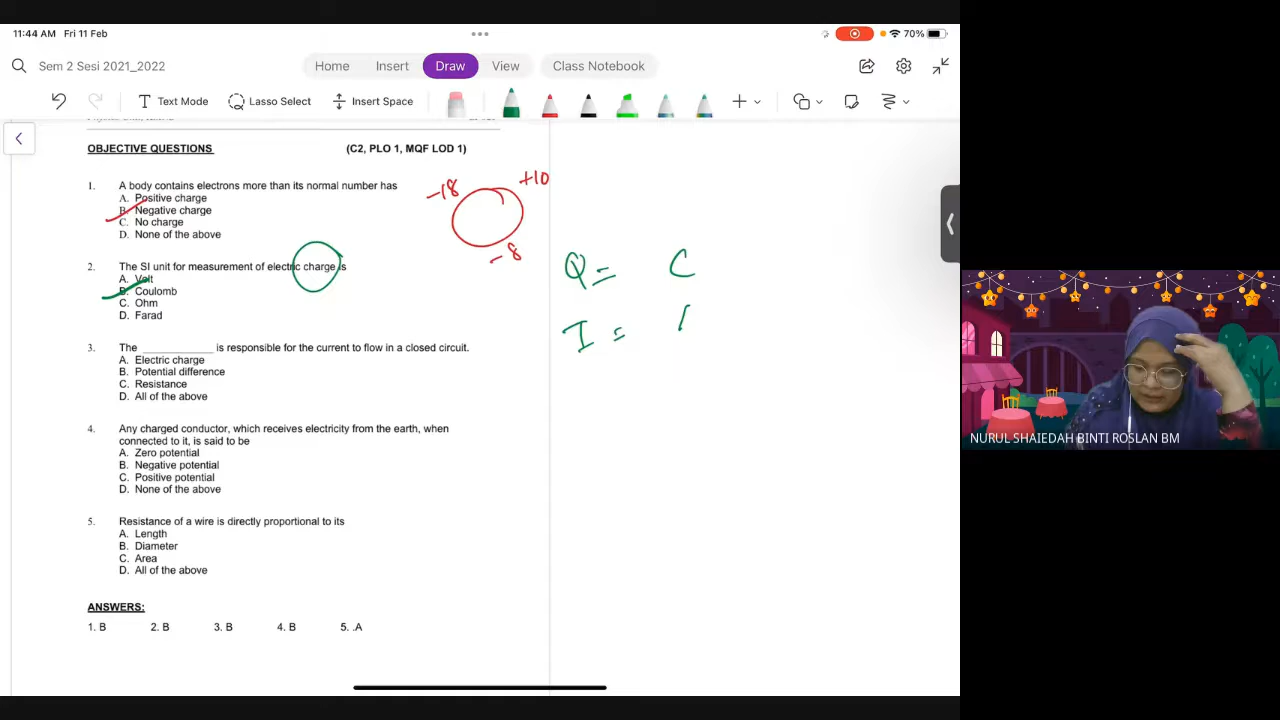 11:44 AM Fri 11 Feb
70%
Sem 2 Sesi 2021_2022
Home Insert Draw View Class Notebook
Text Mode Lasso Select Insert Space
OBJECTIVE QUESTIONS (C2, PLO 1, MQF LOD 1)
1. A body contains electrons more than its normal number has
A. Positive charge
B. Negative charge
C. No charge
D. None of the above
-18 +10
-8
2. The SI unit for measurement of electric charge is
A. Volt
B. Coulomb
C. Ohm
D. Farad
Q = C
I =
3. The _____________ is responsible for the current to flow in a closed circuit.
A. Electric charge
B. Potential difference
C. Resistance
D. All of the above
4. Any charged conductor, which receives electricity from the earth, when
connected to it, is said to be
A. Zero potential
B. Negative potential
C. Positive potential
D. None of the above
5. Resistance of a wire is directly proportional to its
A. Length
B. Diameter
C. Area
D. All of the above
ANSWERS:
1. B 2. B 3. B 4. B 5. .A
NURUL SHAIEDAH BINTI ROSLAN BM